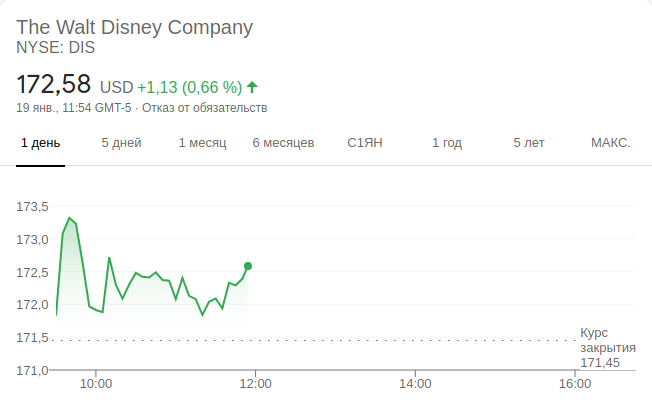 The Walt Disney Company
NYSE: DIS
172,58 USD +1,13 (0,66 %)
19 янв., 11:54 GMT-5 · Отказ от обязательств
1 день 5 дней 1 месяц 6 месяцев С1ЯН 1 год 5 лет МАКС.
173,5
173,0
172,5
172,0
171,5
Курс
закрытия
171,45
171,0
10:00 12:00 14:00 16:00